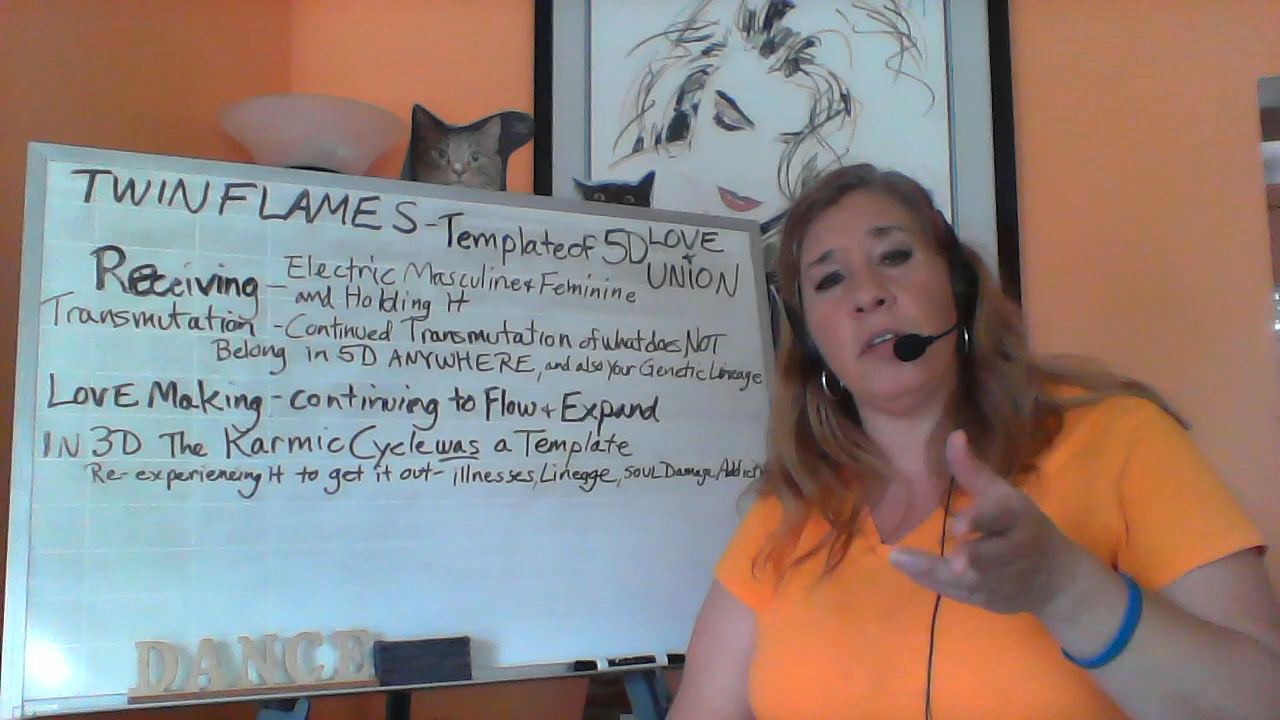 TWIN FLAMES - Template of 5D LOVE
& UNION
Receiving - Electric Masculine & Feminine
and Holding It
Transmutation - Continued Transmutation of what does NOT
Belong in 5D ANYWHERE, and also your Genetic Lineage
LOVE Making - continuing to Flow & Expand
IN 3D The Karmic Cycle was a Template
Re-experiencing It to get it out - illnesses, Lineage, Soul Damage,
DANCE